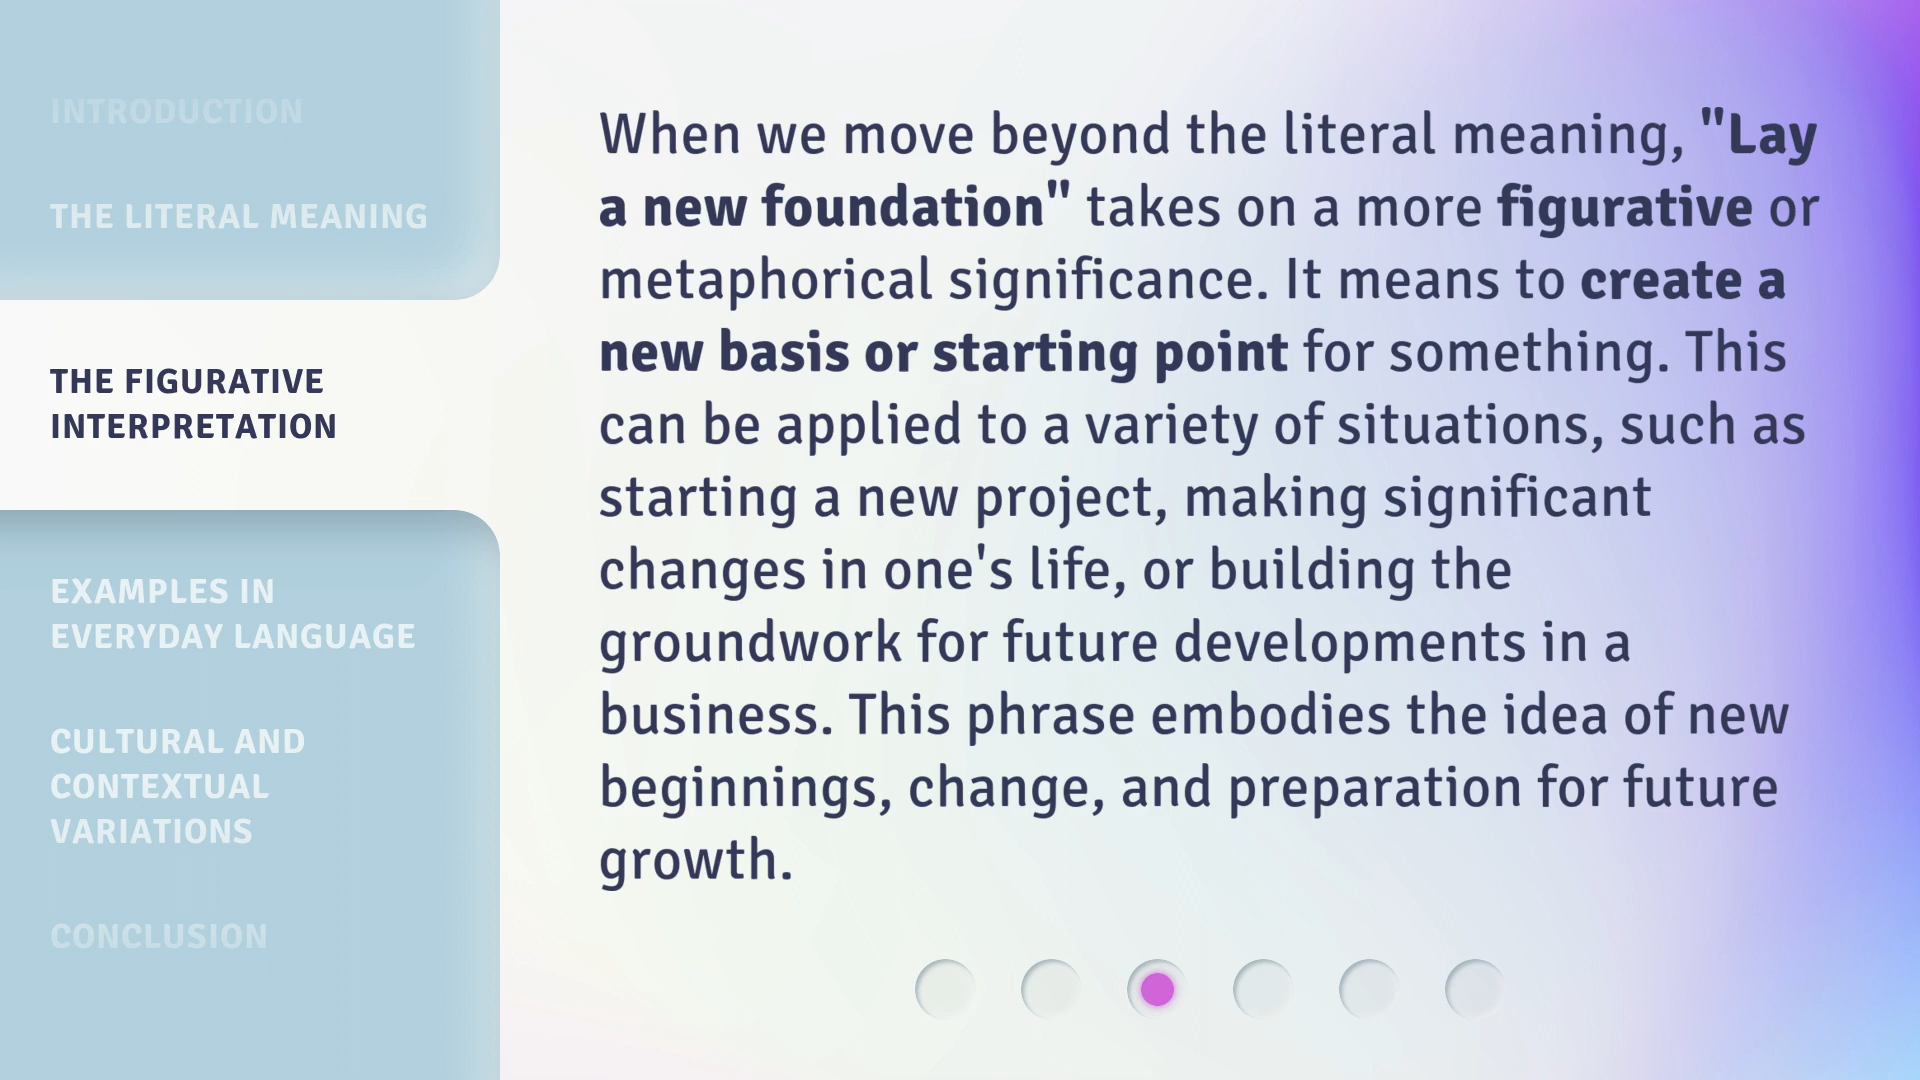 INTRODUCTION
THE LITERAL MEANING
THE FIGURATIVE
INTERPRETATION
EXAMPLES IN
EVERYDAY LANGUAGE
CULTURAL AND
CONTEXTUAL
VARIATIONS
CONCLUSION
When we move beyond the literal meaning, "Lay
a new foundation" takes on a more figurative or
metaphorical significance. It means to create a
new basis or starting point for something. This
can be applied to a variety of situations, such as
starting a new project, making significant
changes in one's life, or building the
groundwork for future developments in a
business. This phrase embodies the idea of new
beginnings, change, and preparation for future
growth.